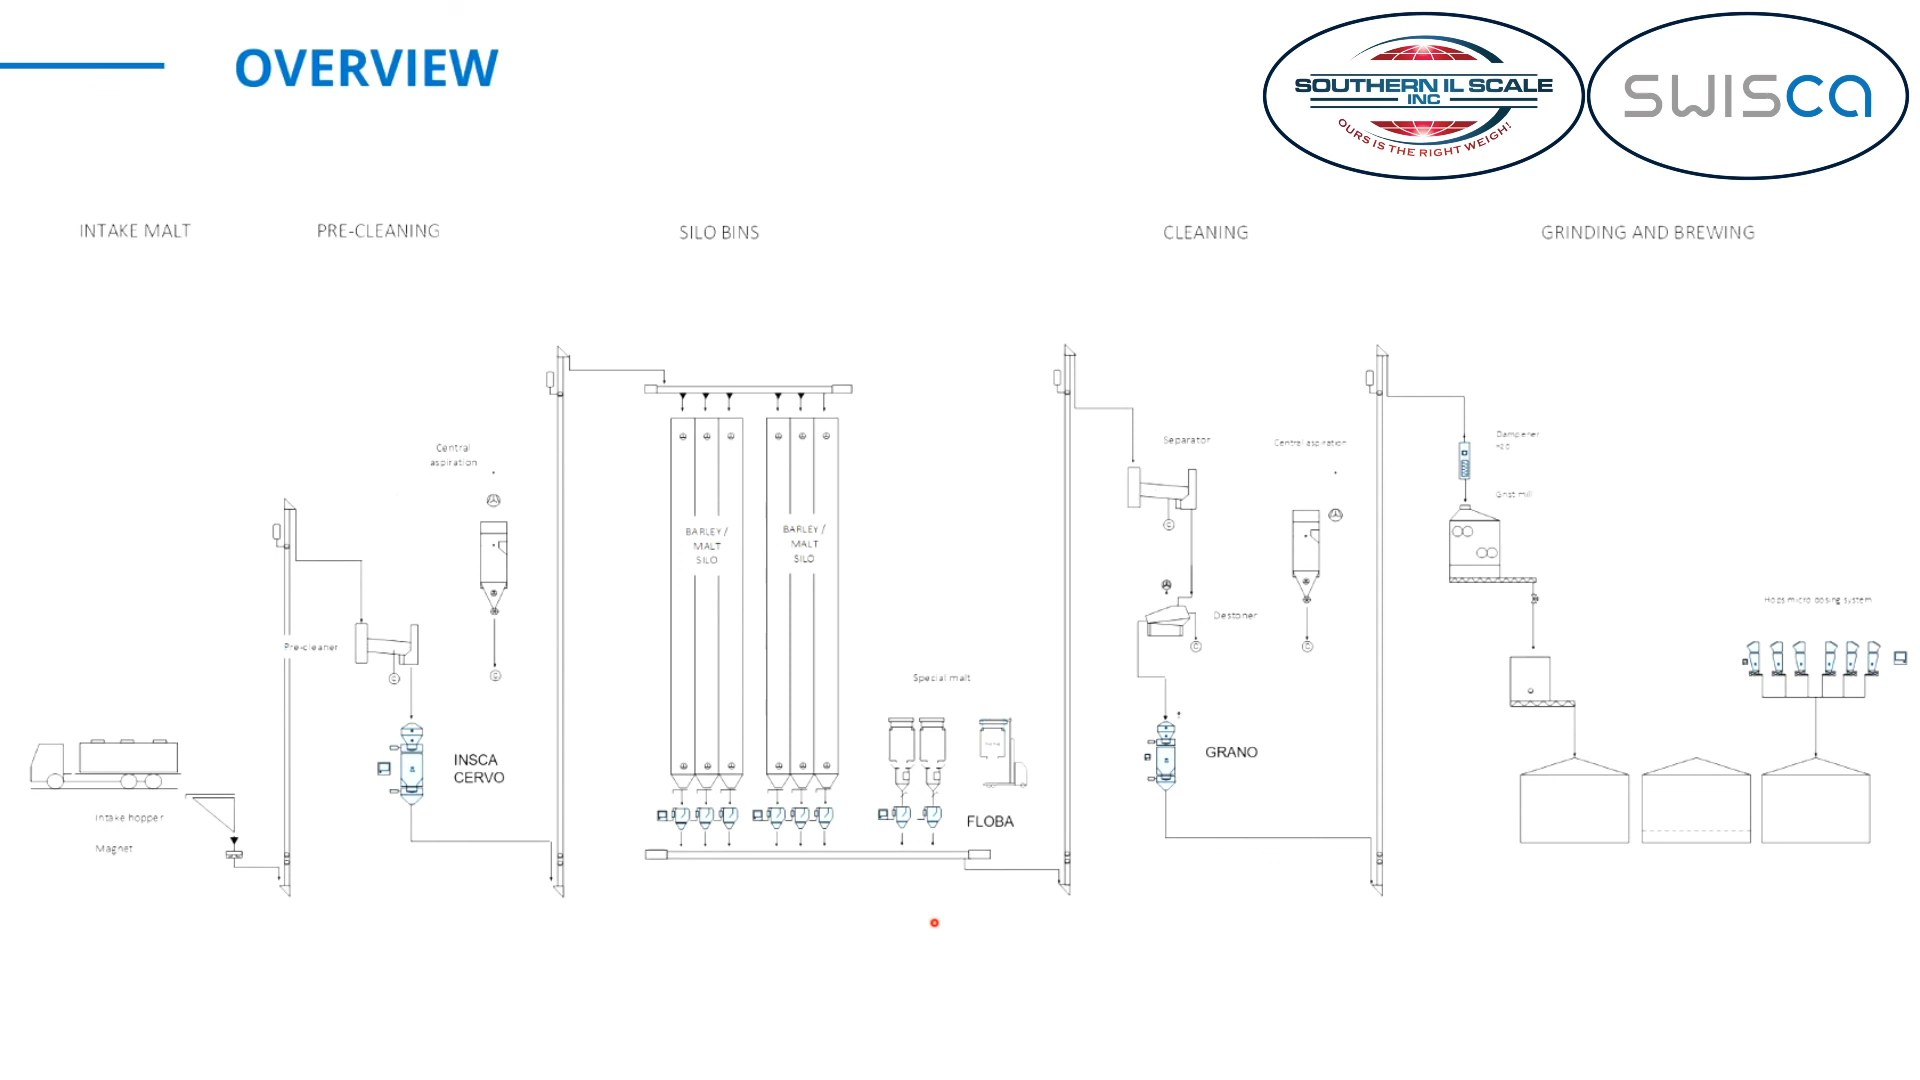 OVERVIEW
SOUTHERN IL SCALE
INC
OURS IS THE RIGHT WEIGH!
swisca
INTAKE MALT
PRE-CLEANING
SILO BINS
CLEANING
GRINDING AND BREWING
Central
aspiration
Separator
Central aspiration
Dampener
Grist mill
BARLEY /
MALT
SILO
BARLEY /
MALT
SILO
Hops micro dosing system
Destoner
Pre-cleaner
Special malt
INSCA
CERVO
GRANO
Intake hopper
FLOBA
Magnet